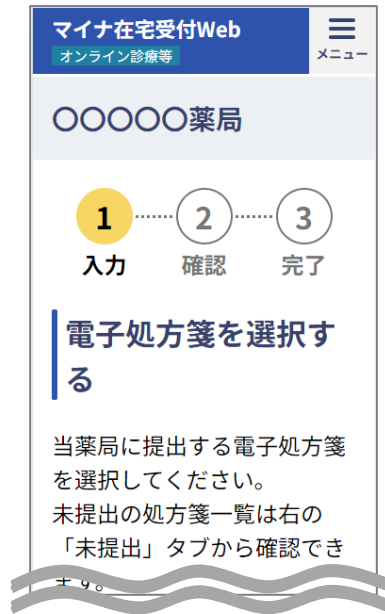 マイナ在宅受付Web
オンライン診療等
メニュー
〇〇〇〇〇薬局
1
2
3
入力
確認
完了
電子処方箋を選択す
る
当薬局に提出する電子処方箋
を選択してください。
未提出の処方箋一覧は右の
「未提出」タブから確認でき
ます。